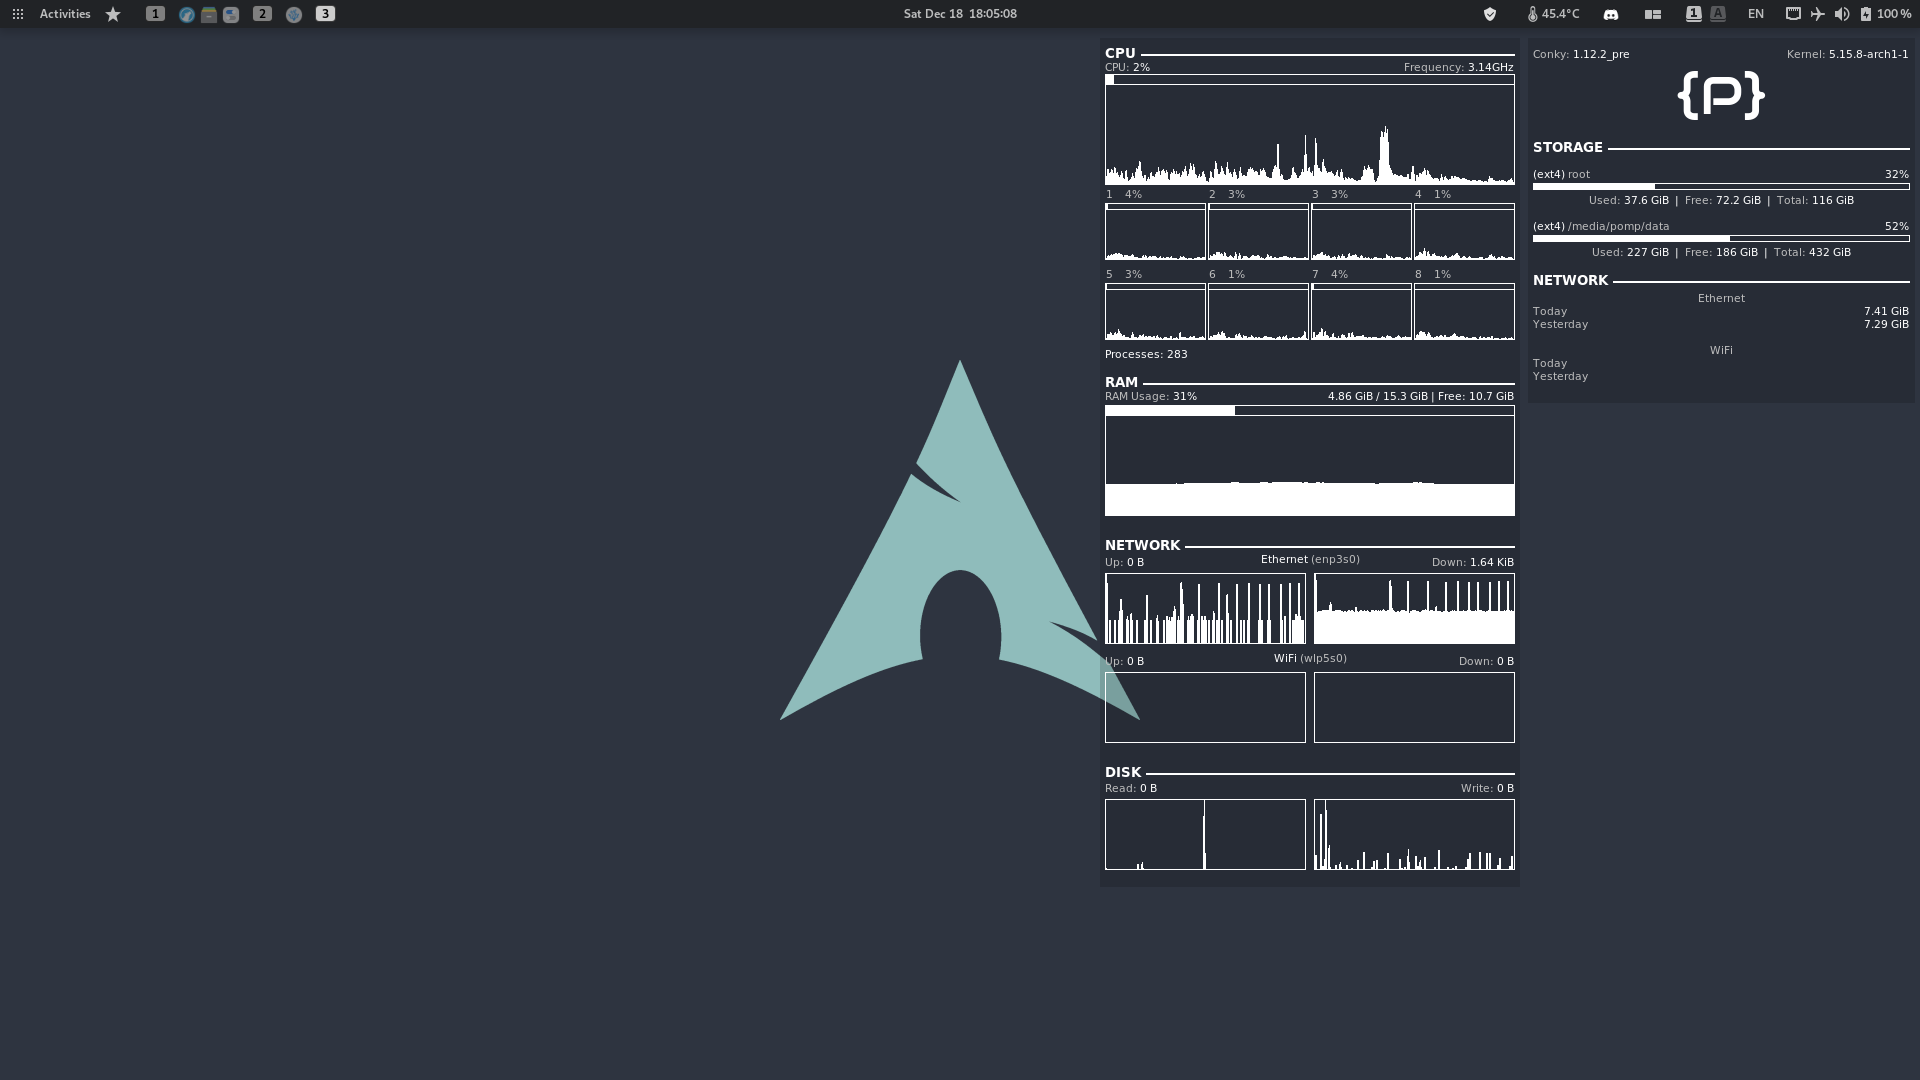 Activities 1 2 3 Sat Dec 18 18:05:08 45.4°C 1 A EN 100 %
CPU
CPU: 2% Frequency: 3.14GHz
1 4% 2 3% 3 3% 4 1%
5 3% 6 1% 7 4% 8 1%
Processes: 283
RAM
RAM Usage: 31% 4.86 GiB / 15.3 GiB | Free: 10.7 GiB
NETWORK
Up: 0 B Ethernet (enp3s0) Down: 1.64 KiB
Up: 0 B WiFi (wlp5s0) Down: 0 B
DISK
Read: 0 B Write: 0 B
Conky: 1.12.2_pre Kernel: 5.15.8-arch1-1
{P}
STORAGE
(ext4) root 32%
Used: 37.6 GiB | Free: 72.2 GiB | Total: 116 GiB
(ext4) /media/pomp/data 52%
Used: 227 GiB | Free: 186 GiB | Total: 432 GiB
NETWORK
Ethernet
Today 7.41 GiB
Yesterday 7.29 GiB
WiFi
Today
Yesterday